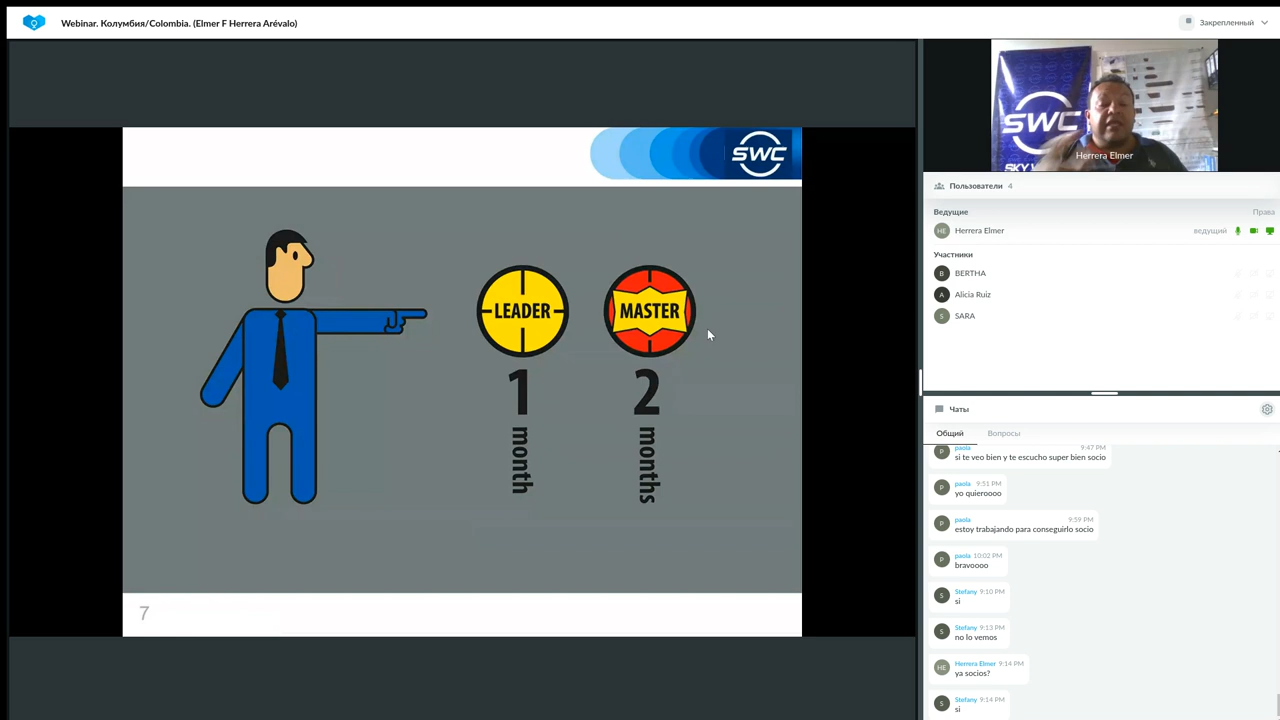 Webinar. Колумбия/Colombia. (Elmer F Herrera Arévalo)
Закрепленный
SWC
LEADER
MASTER
1
2
month
months
7
SWC
SKY
Herrera Elmer
Пользователи 4
Ведущие
Права
HE
Herrera Elmer
ведущий
Участники
B
BERTHA
A
Alicia Ruiz
S
SARA
Чаты
Общий
Вопросы
P
paola
9:47 PM
si te veo bien y te escucho super bien socio
P
paola 9:51 PM
yo quieroooo
P
paola
9:59 PM
estoy trabajando para conseguirlo socio
P
paola 10:02 PM
bravoooo
S
Stefany 9:10 PM
si
S
Stefany 9:13 PM
no lo vemos
HE
Herrera Elmer 9:14 PM
ya socios?
S
Stefany 9:14 PM
si